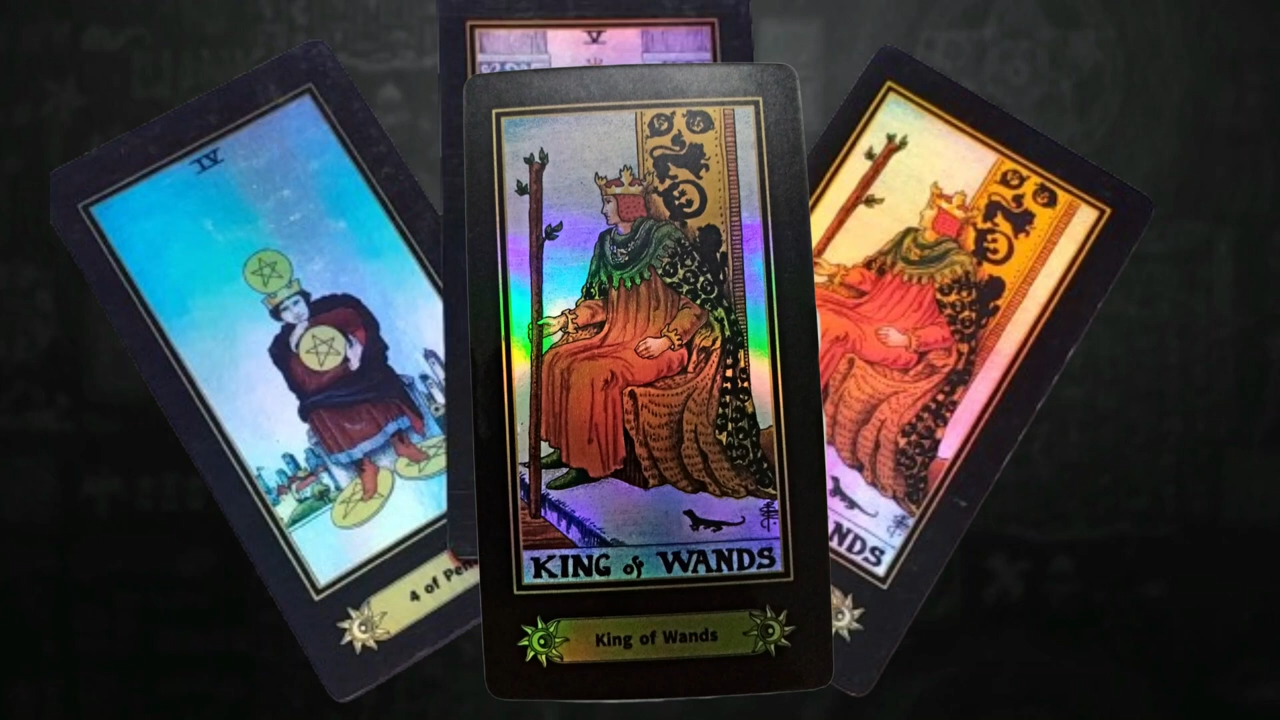 V
IV
KING of WANDS
NDS
4 of Pen
King of Wands